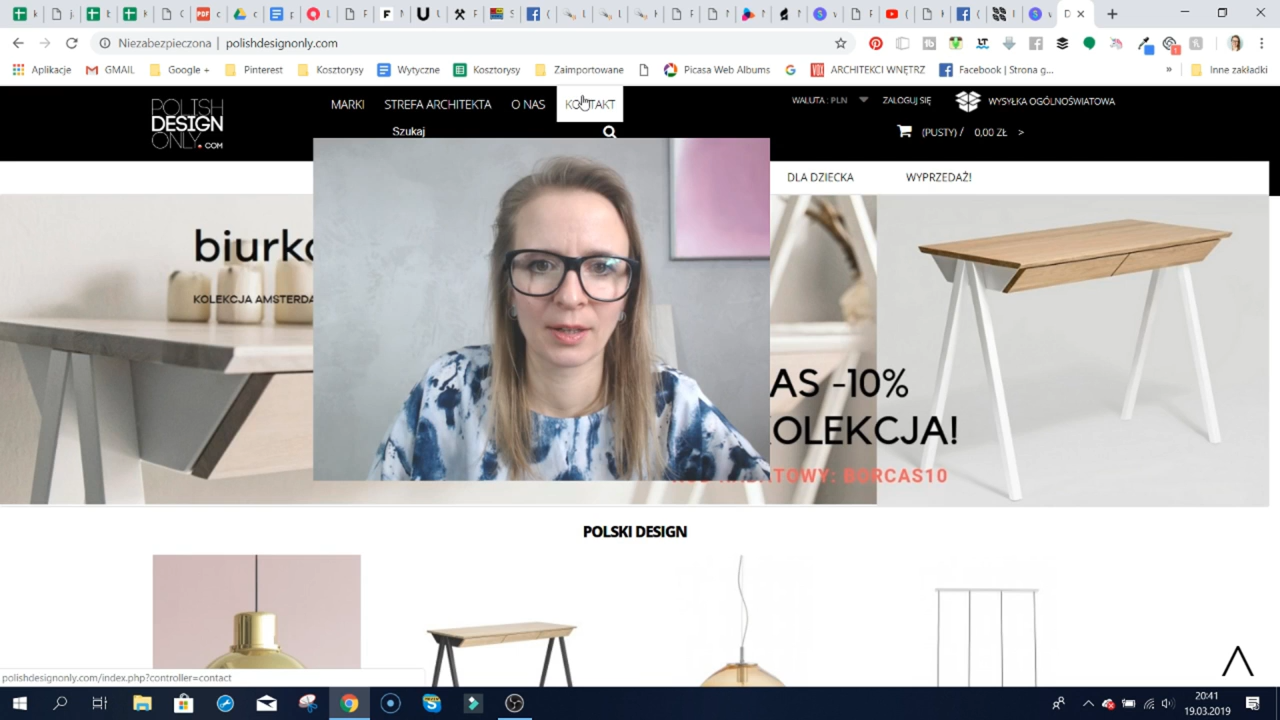 Niezabezpieczona | polishdesignonly.com
Aplikacje GMAIL Google + Pinterest Kosztorysy Wytyczne Kosztorysy Zaimportowane Picasa Web Albums ARCHITEKCI WNĘTRZ Facebook | Strona g... » Inne zakładki
POLISH
DESIGN
ONLY.COM
MARKI STREFA ARCHITEKTA O NAS KONTAKT
WALUTA : PLN ZALOGUJ SIĘ WYSYŁKA OGÓLNOŚWIATOWA
Szukaj
(PUSTY) / 0,00 ZŁ >
DLA DZIECKA WYPRZEDAŻ!
KOLEKCJA AMSTERDA
AS -10%
OLEKCJA!
TOWY: BORCAS10
POLSKI DESIGN
polishdesignonly.com/index.php?controller=contact
20:41
19.03.2019